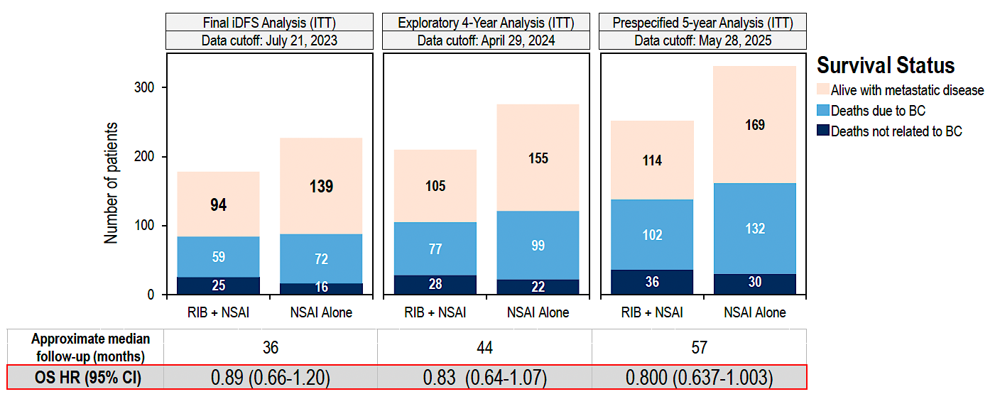 Final iDFS Analysis (ITT)
Data cutoff: July 21, 2023
Exploratory 4-Year Analysis (ITT)
Data cutoff: April 29, 2024
Prespecified 5-year Analysis (ITT)
Data cutoff: May 28, 2025
Survival Status
Alive with metastatic disease
Deaths due to BC
Deaths not related to BC
Number of patients
300
200
100
0
94
59
25
139
72
16
105
77
28
155
99
22
114
102
36
169
132
30
RIB + NSAI
NSAI Alone
RIB + NSAI
NSAI Alone
RIB + NSAI
NSAI Alone
Approximate median
follow-up (months)
36
44
57
OS HR (95% CI)
0.89 (0.66-1.20)
0.83 (0.64-1.07)
0.800 (0.637-1.003)